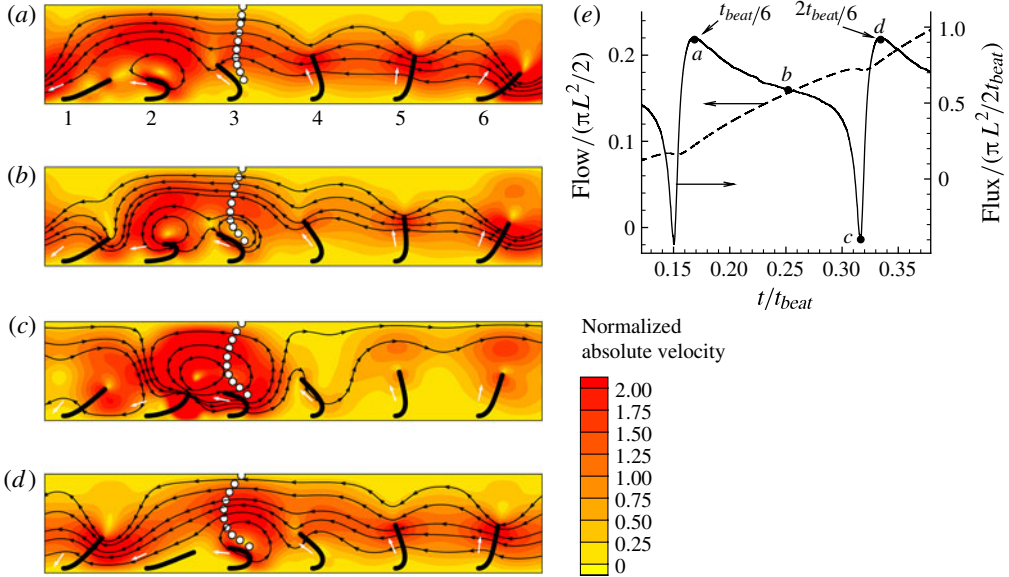 (a)
1 2 3 4 5 6
(b)
(c)
(d)
(e)
t_beat/6
2t_beat/6
a
b
c
d
Flow/(πL²/2)
0.2
0.1
0
Flux/(πL²/2t_beat)
1.0
0.5
0
0.15 0.20 0.25 0.30 0.35
t/t_beat
Normalized
absolute velocity
2.00
1.75
1.50
1.25
1.00
0.75
0.50
0.25
0